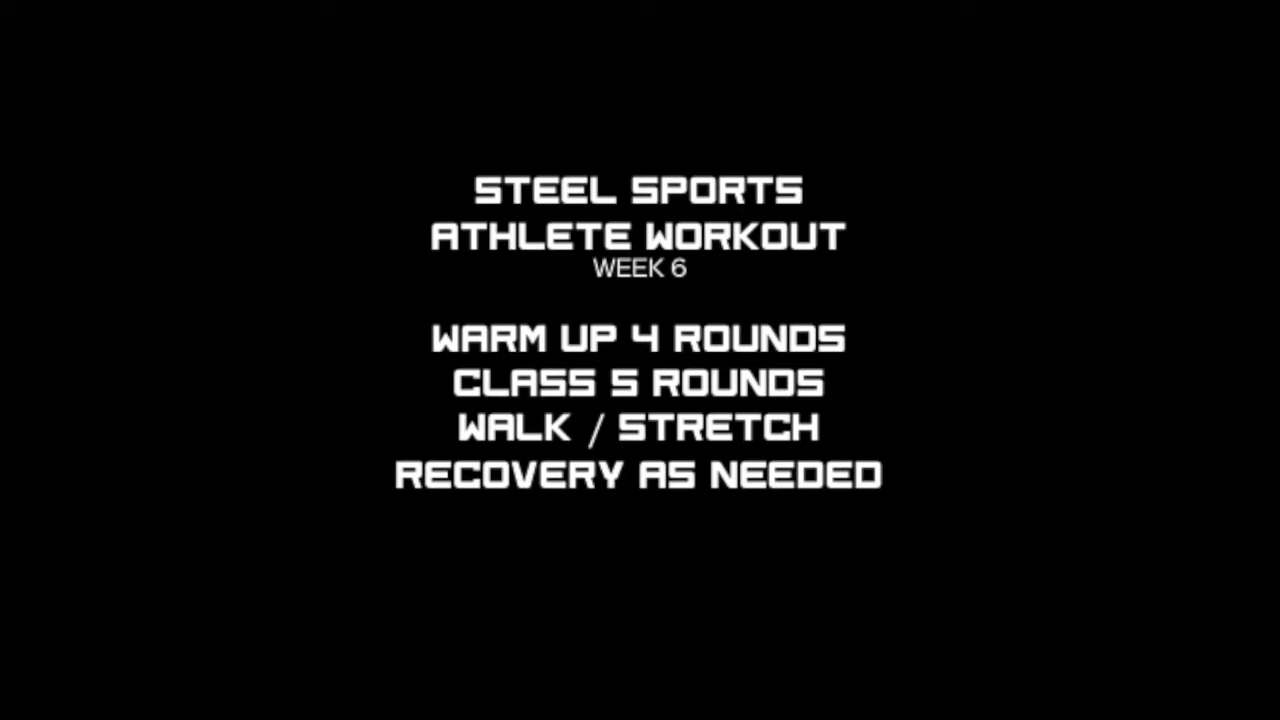 STEEL SPORTS
ATHLETE WORKOUT
WEEK 6
WARM UP 4 ROUNDS
CLASS 5 ROUNDS
WALK / STRETCH
RECOVERY AS NEEDED